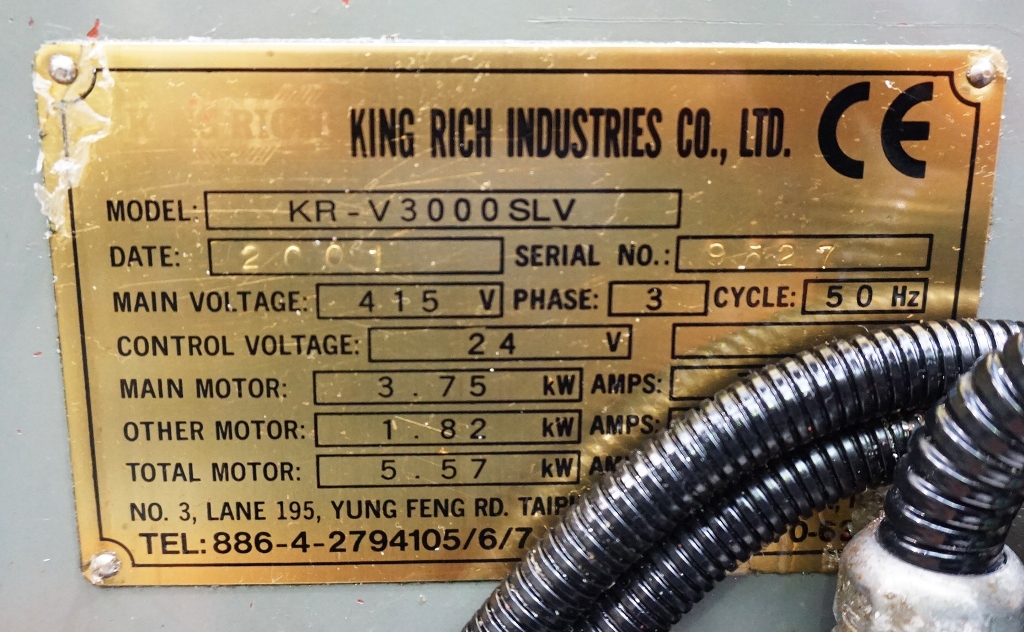 KING RICH INDUSTRIES CO., LTD. CE
MODEL: KR-V3000SLV
DATE: 2001 SERIAL NO.: 9527
MAIN VOLTAGE: 415 V PHASE: 3 CYCLE: 50 Hz
CONTROL VOLTAGE: 24 V
MAIN MOTOR: 3.75 kW AMPS:
OTHER MOTOR: 1.82 kW AMPS:
TOTAL MOTOR: 5.57 kW
NO. 3, LANE 195, YUNG FENG RD.
TEL: 886-4-2794105/6/7